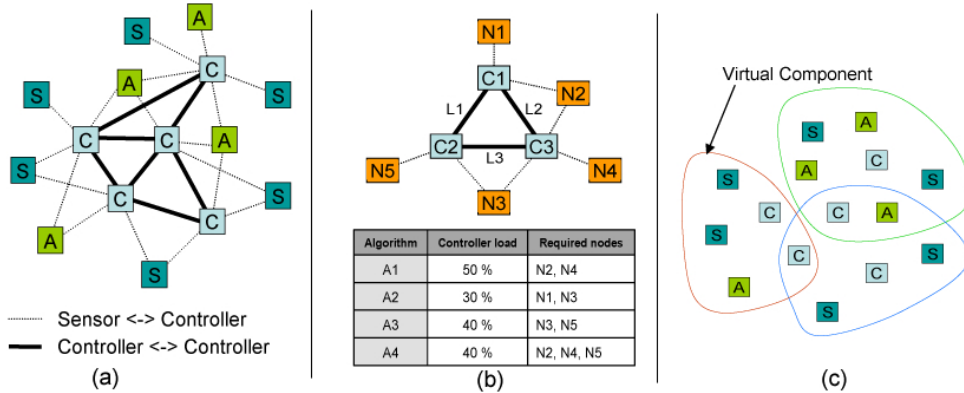 A
S
C
S
A
S
C
C
A
S
C
S
C
A
S
Sensor <-> Controller
Controller <-> Controller
(a)
N1
C1
N2
L1
L2
C2
C3
L3
N5
N4
N3
Algorithm Controller load Required nodes
A1 50 % N2, N4
A2 30 % N1, N3
A3 40 % N3, N5
A4 40 % N2, N4, N5
(b)
Virtual Component
A
S
C
A
S
S
C
C
A
S
S
C
C
A
S
(c)